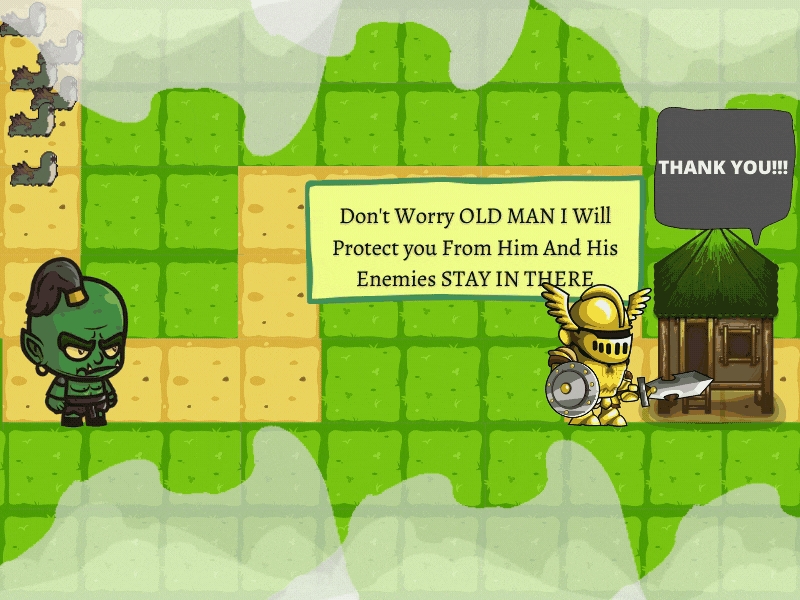 Don't Worry OLD MAN I Will
Protect you From Him And His
Enemies STAY IN THERE
THANK YOU!!!